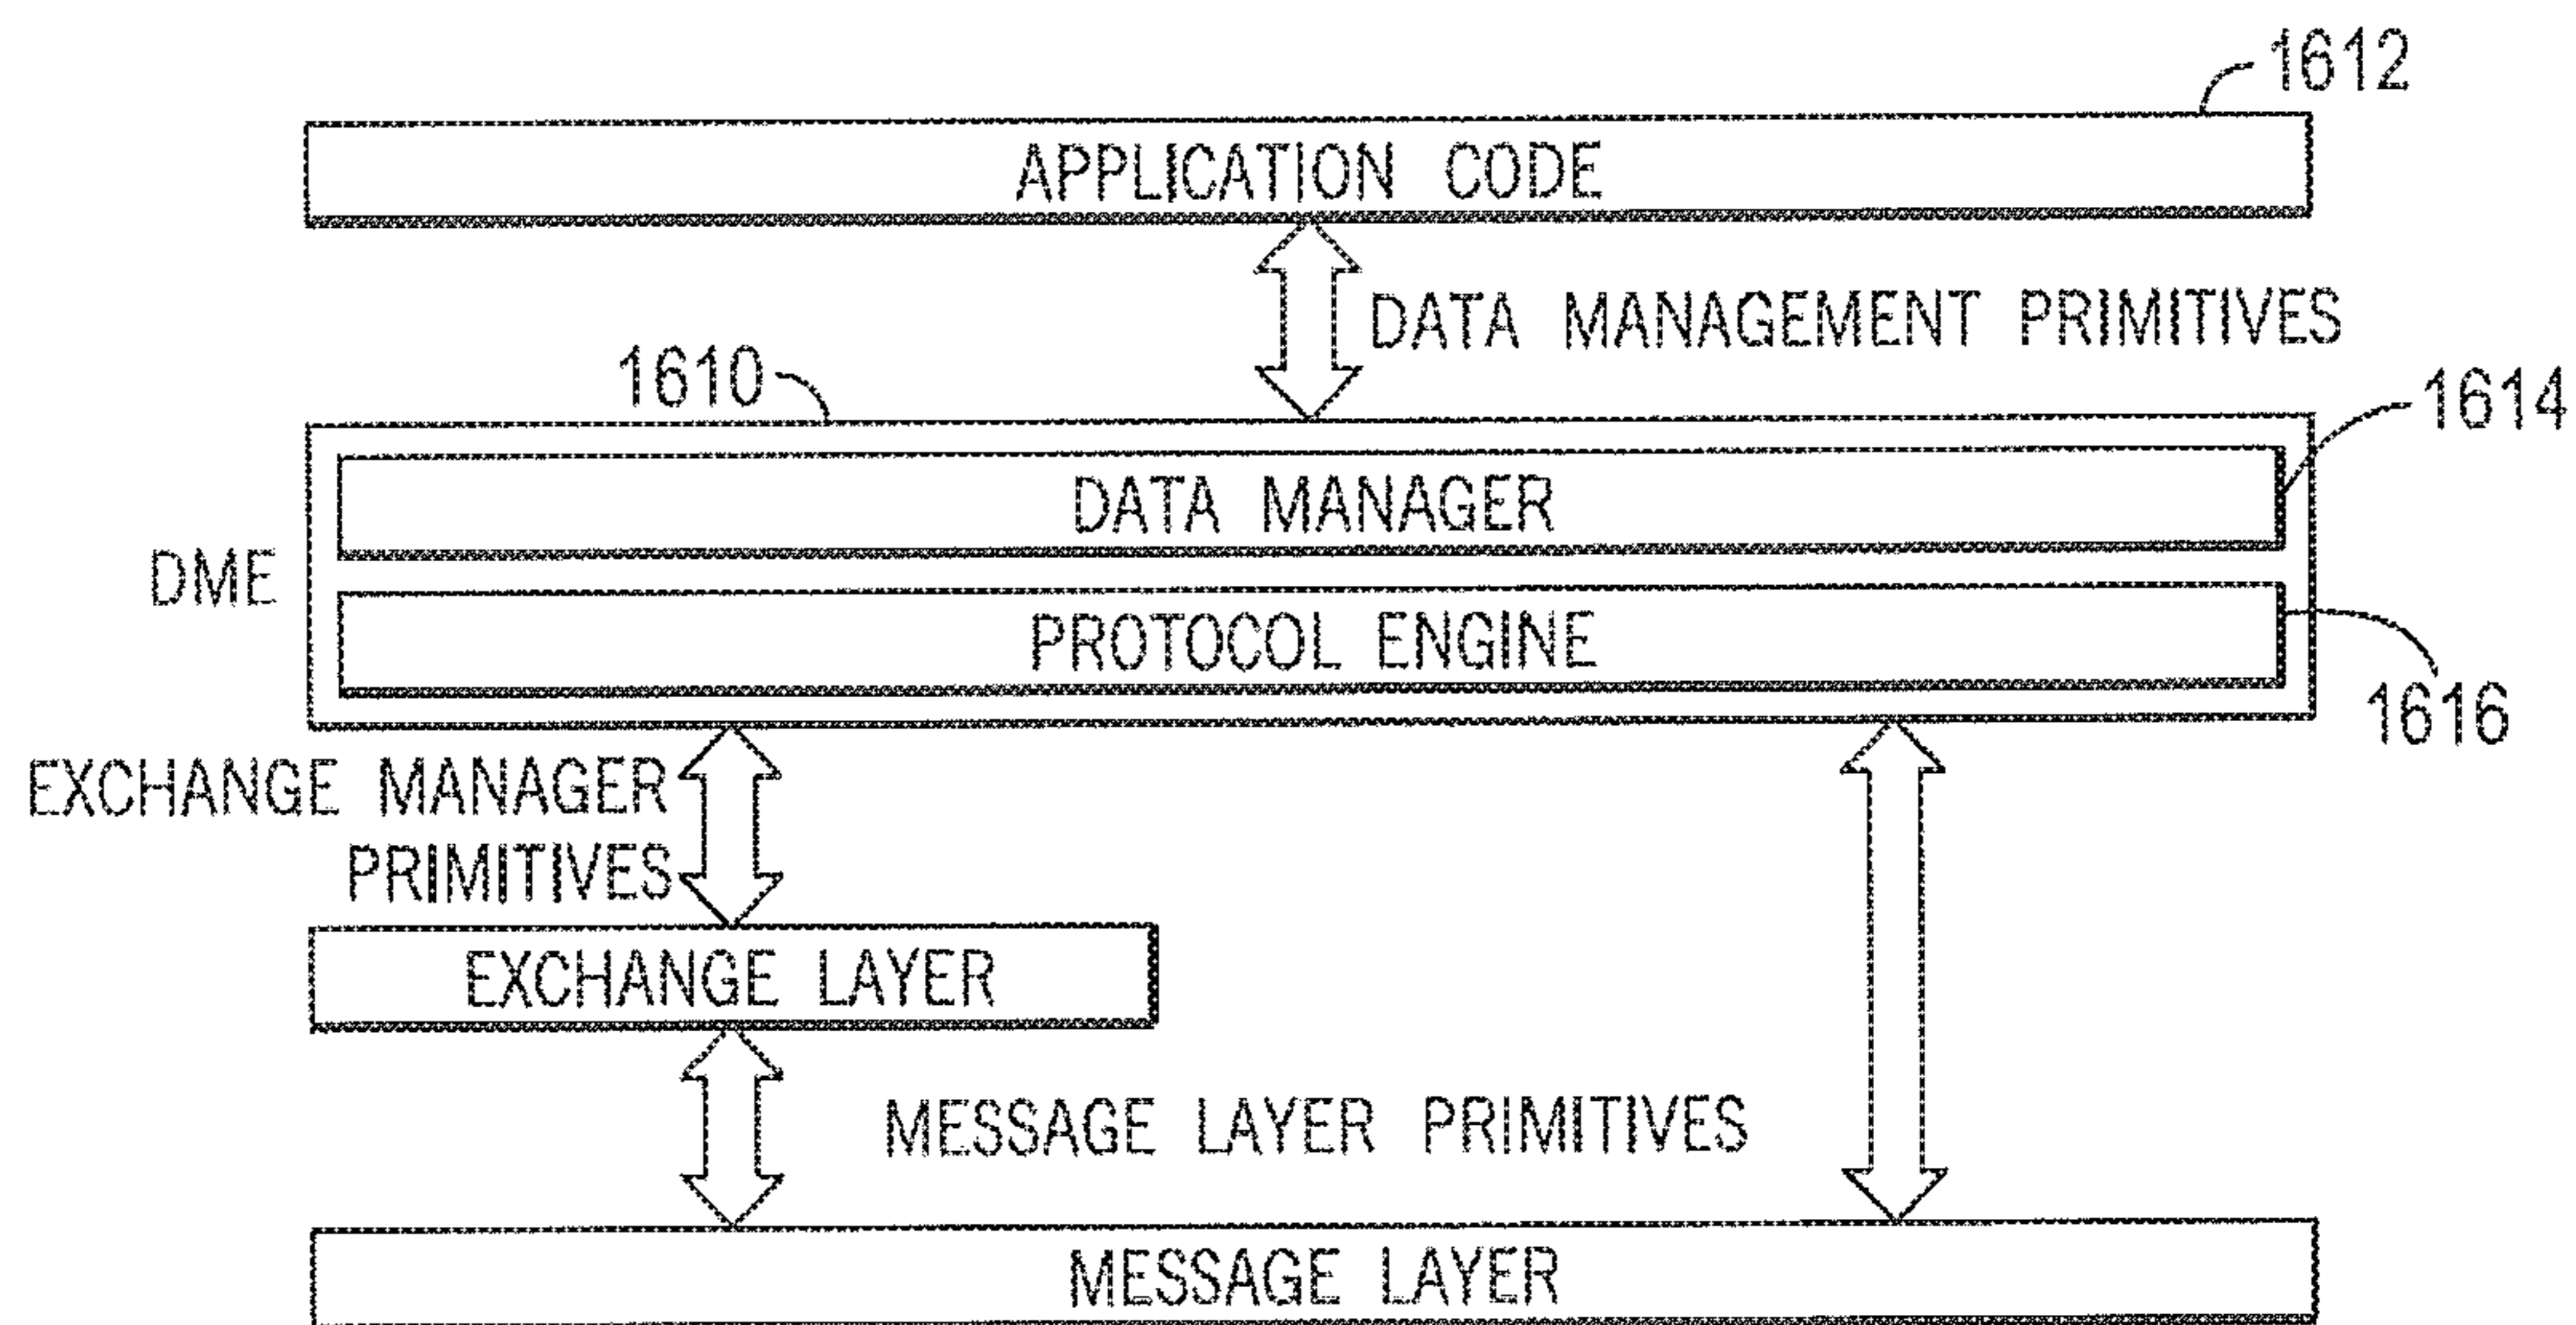 1612
APPLICATION CODE
DATA MANAGEMENT PRIMITIVES
1610
1614
DATA MANAGER
DME
PROTOCOL ENGINE
1616
EXCHANGE MANAGER
PRIMITIVES
EXCHANGE LAYER
MESSAGE LAYER PRIMITIVES
MESSAGE LAYER